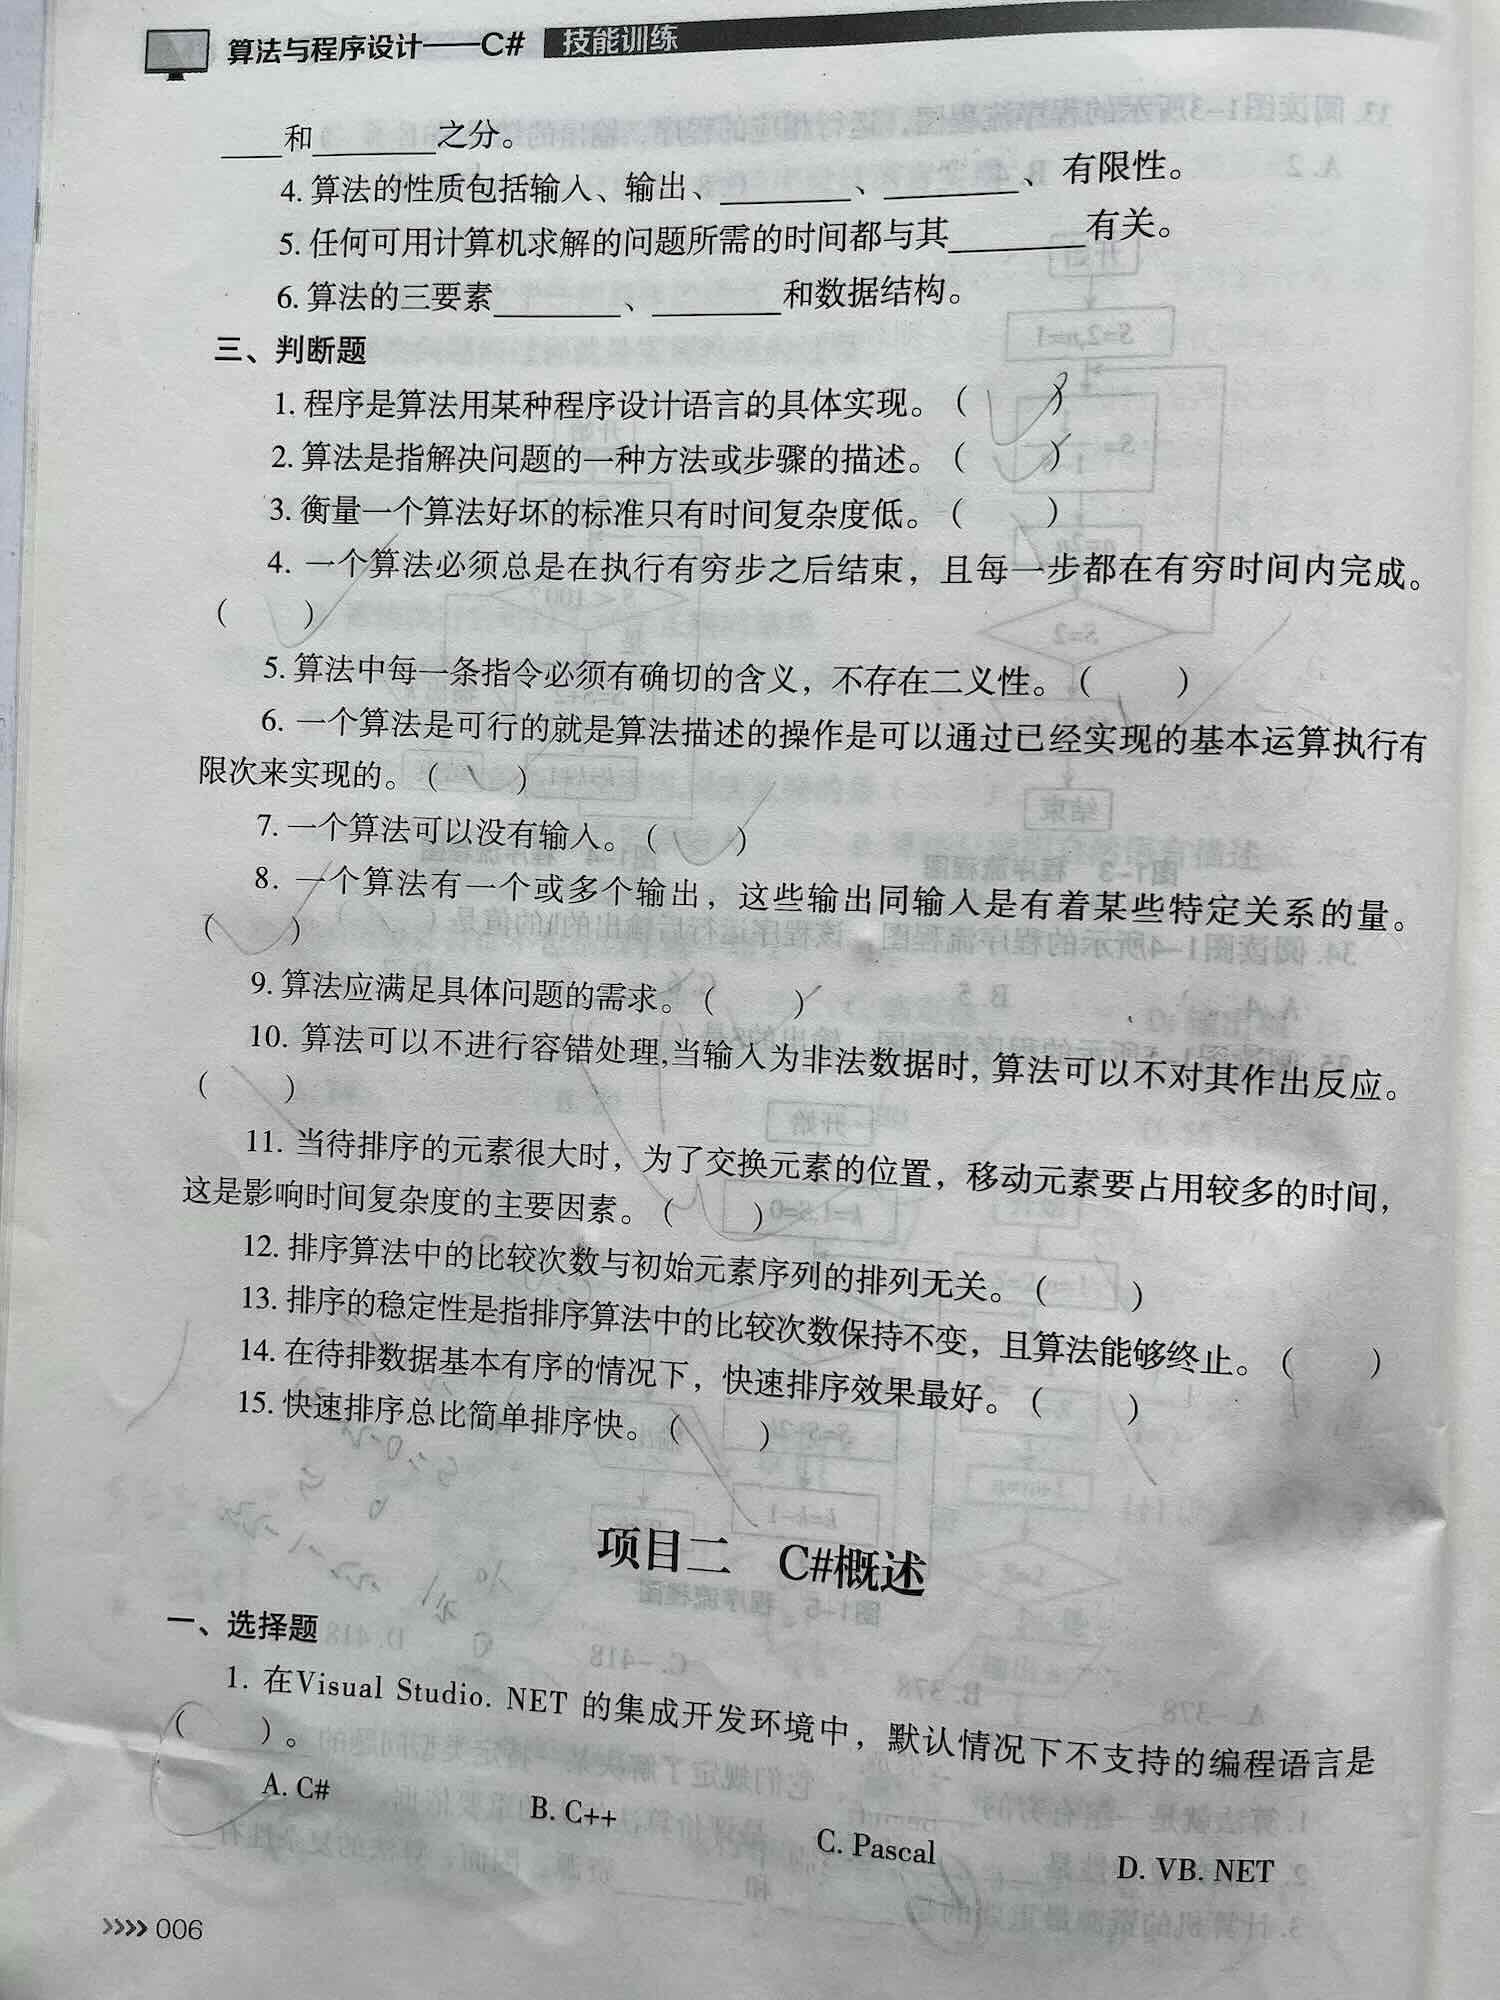 算法与程序设计——C# 技能训练
____和________之分。
4. 算法的性质包括输入、输出、________、________、有限性。
5. 任何可用计算机求解的问题所需的时间都与其________有关。
6. 算法的三要素________、________和数据结构。
三、判断题
1. 程序是算法用某种程序设计语言的具体实现。（ ）
2. 算法是指解决问题的一种方法或步骤的描述。（ ）
3. 衡量一个算法好坏的标准只有时间复杂度低。（ ）
4. 一个算法必须总是在执行有穷步之后结束，且每一步都在有穷时间内完成。
（ ）
5. 算法中每一条指令必须有确切的含义，不存在二义性。（ ）
6. 一个算法是可行的就是算法描述的操作是可以通过已经实现的基本运算执行有
限次来实现的。（ ）
7. 一个算法可以没有输入。（ ）
8. 一个算法有一个或多个输出，这些输出同输入是有着某些特定关系的量。
（ ）
9. 算法应满足具体问题的需求。（ ）
10. 算法可以不进行容错处理,当输入为非法数据时, 算法可以不对其作出反应。
（ ）
11. 当待排序的元素很大时，为了交换元素的位置，移动元素要占用较多的时间，
这是影响时间复杂度的主要因素。（ ）
12. 排序算法中的比较次数与初始元素序列的排列无关。（ ）
13. 排序的稳定性是指排序算法中的比较次数保持不变，且算法能够终止。（ ）
14. 在待排数据基本有序的情况下，快速排序效果最好。（ ）
15. 快速排序总比简单排序快。（ ）
项目二 C#概述
一、选择题
1. 在Visual Studio. NET 的集成开发环境中，默认情况下不支持的编程语言是
（ ）。
A. C# B. C++ C. Pascal D. VB. NET
>>>> 006